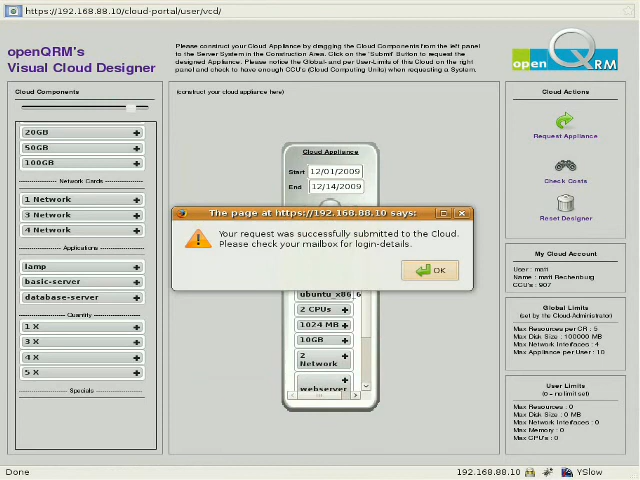 https://192.168.88.10/cloud-portal/user/vcd/
openQRM's
Visual Cloud Designer
Please construct your Cloud Appliance by dragging the Cloud Components from the left panel
to the Server System in the Construction Area. Click on the 'Submit' Button to request the
designed Appliance. Please notice the Global- and per User-Limits of this Cloud on the right
panel and check to have enough CCU's (Cloud Computing Units) when requesting a System.
open QRM
Cloud Components
20GB +
50GB +
100GB +
Network Cards
1 Network +
3 Network +
4 Network +
Applications
lamp +
basic-server +
database-server +
Quantity
1 X +
3 X +
4 X +
5 X +
Specials
(construct your cloud appliance here)
Cloud Appliance
Start 12/01/2009
End 12/14/2009
The page at https://192.168.88.10 says:
Your request was successfully submitted to the Cloud.
Please check your mailbox for login-details.
OK
ubuntu_x86_6
2 CPUs +
1024 MB +
10GB +
2 +
Network
+
webserver
Cloud Actions
Request Appliance
Check Costs
Reset Designer
My Cloud Account
User : matt
Name : matt Rechenburg
CCU's : 907
Global Limits
(set by the Cloud-Administrator)
Max Resources per CR : 5
Max Disk Size : 100000 MB
Max Network Interfaces : 4
Max Appliance per User : 10
User Limits
(0 = no limit set)
Max Resources : 0
Max Disk Size : 0 MB
Max Network Interfaces : 0
Max Memory : 0
Max CPU's : 0
Done
192.168.88.10
YSlow